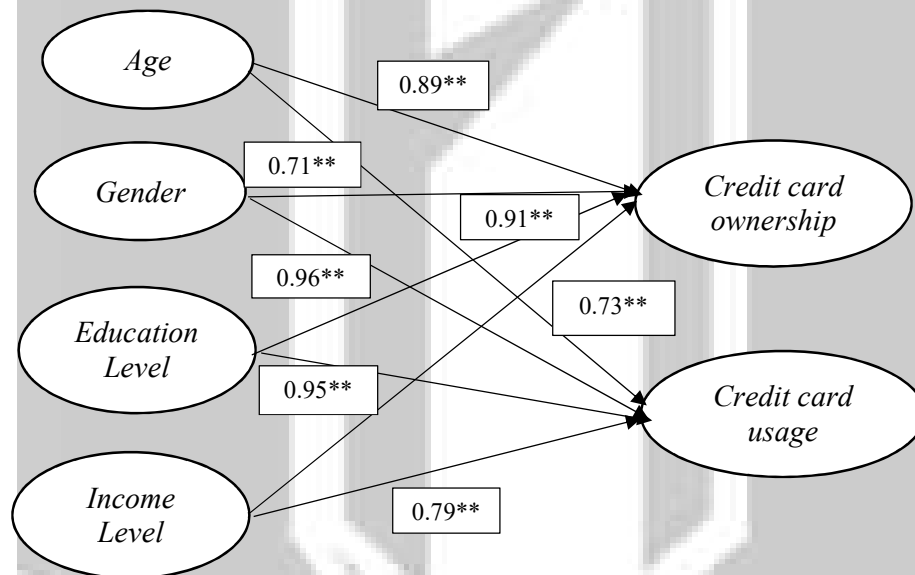 Age
0.89**
Gender
0.71**
Credit card
ownership
0.91**
0.96**
0.73**
Education
Level
0.95**
Credit card
usage
Income
Level
0.79**